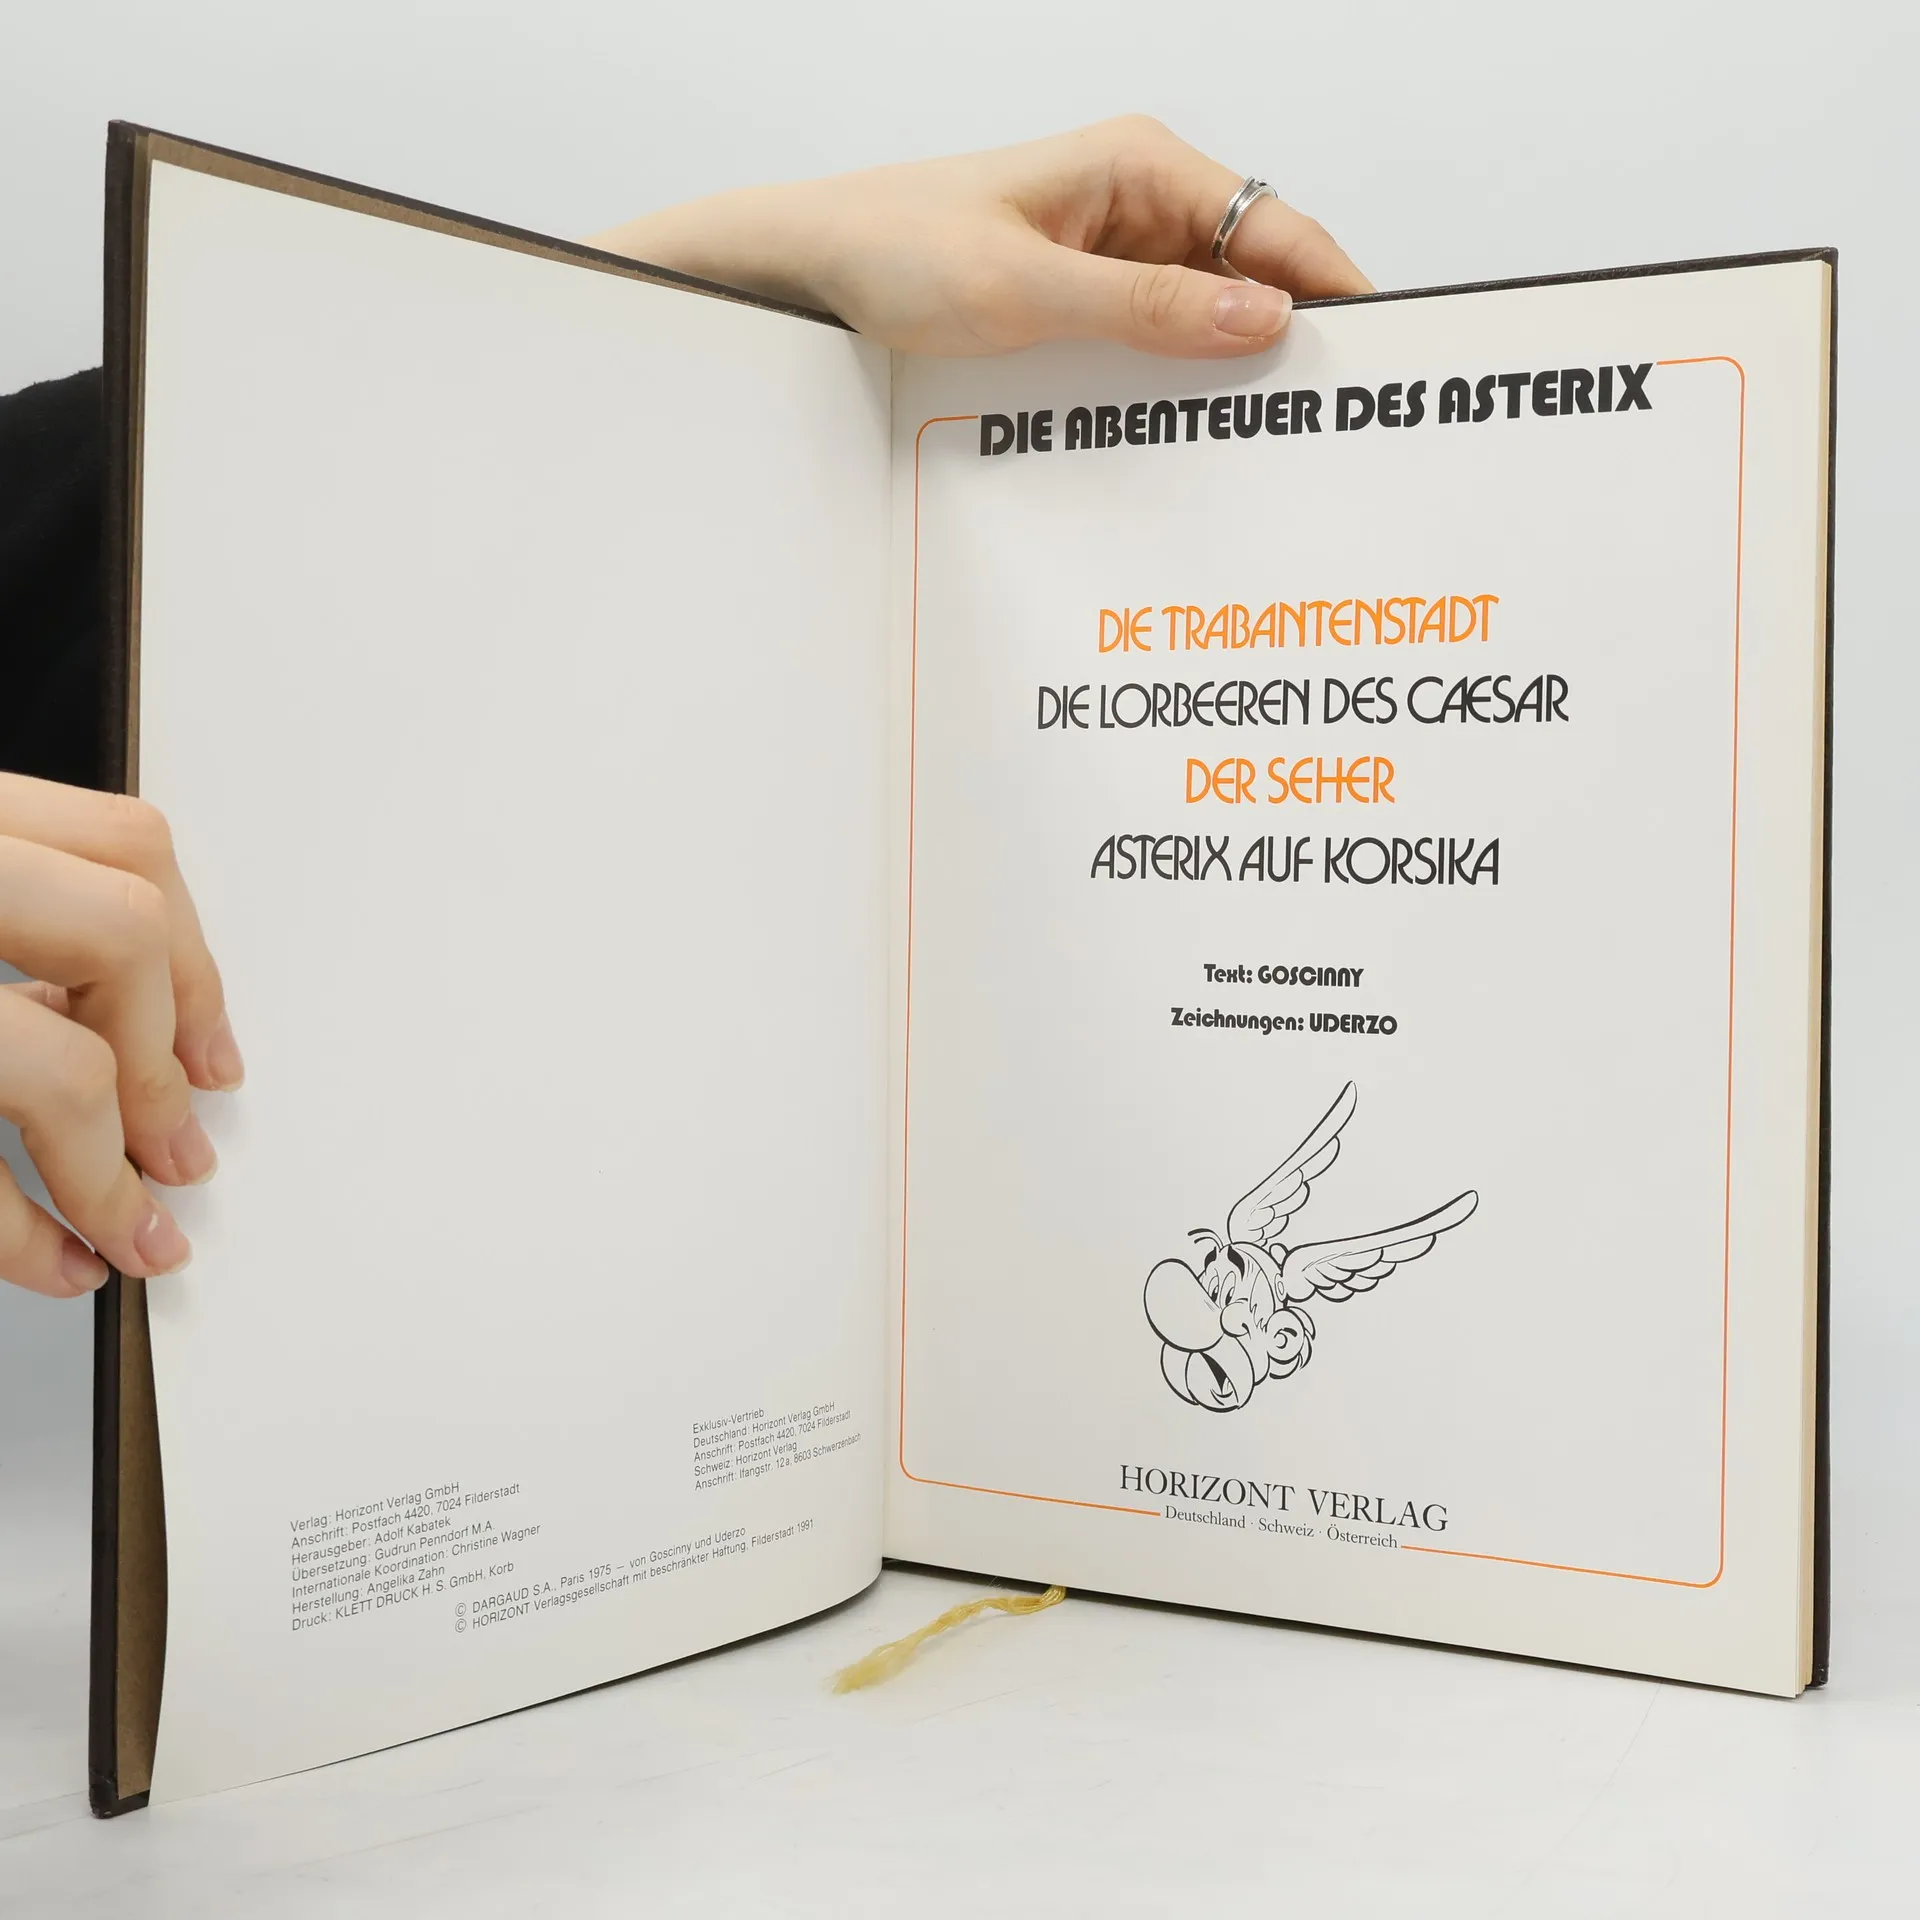 Verlag: Horizont Verlag GmbH
Anschrift: Postfach 4420, 7024 Filderstadt
Herausgeber: Adolf Kabatek
Übersetzung: Gudrun Penndorf M.A.
Internationale Koordination: Christine Wagner
Herstellung: Angelika Zahn
Druck: KLETT DRUCK H. S. GmbH, Korb
Exklusiv-Vertrieb
Deutschland: Horizont Verlag GmbH
Anschrift: Postfach 4420, 7024 Filderstadt
Schweiz: Horizont Verlag
Anschrift: Ifangstr. 12a, 8603 Schwerzenbach
© DARGAUD S.A., Paris 1975 — von Goscinny und Uderzo
© HORIZONT Verlagsgesellschaft mit beschränkter Haftung, Filderstadt 1991
DIE ABENTEUER DES ASTERIX
DIE TRABANTENSTADT
DIE LORBEEREN DES CAESAR
DER SEHER
ASTERIX AUF KORSIKA
Text: GOSCINNY
Zeichnungen: UDERZO
HORIZONT VERLAG
Deutschland · Schweiz · Österreich